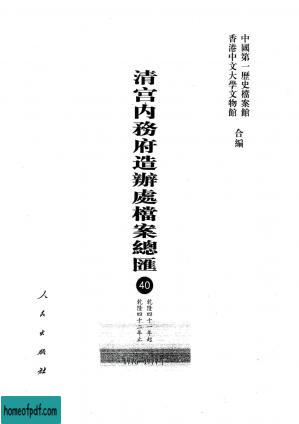 中國第一歷史檔案館
香港中文大學文物館
合編
清宮内務府造辦處檔案總匯
40
乾隆四十一年起
乾隆四十二年止
人民出版社
homeofpdf.com